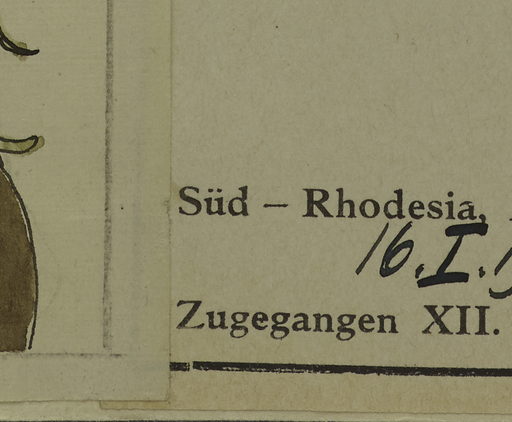 Süd – Rhodesia,
16.I.
Zugegangen XII.